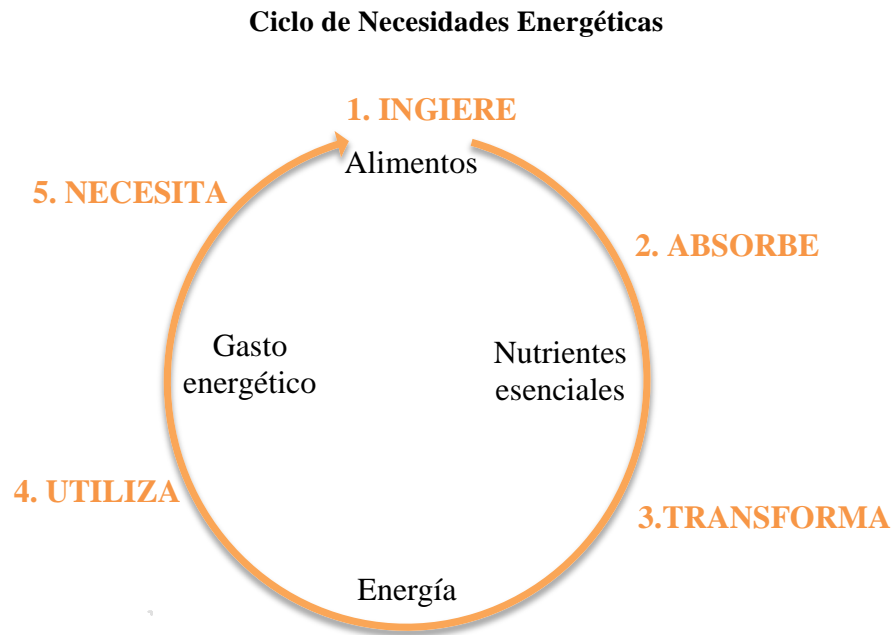 Ciclo de Necesidades Energéticas
1. INGIERE
Alimentos
5. NECESITA
2. ABSORBE
Gasto
energético
Nutrientes
esenciales
4. UTILIZA
3.TRANSFORMA
Energía